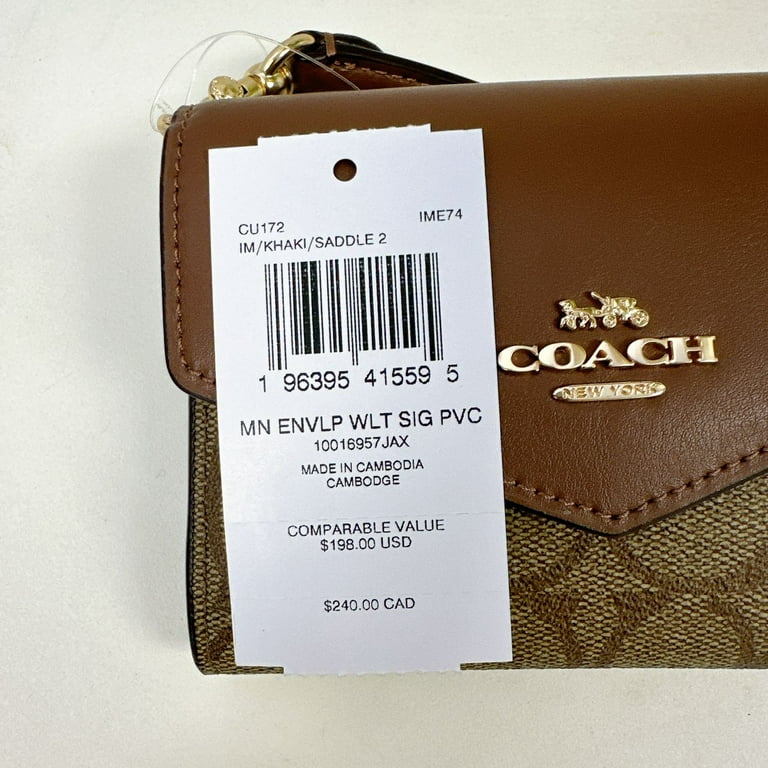 CU172 IME74
IM/KHAKI/SADDLE 2
1 96395 41559 5
MN ENVLP WLT SIG PVC
10016957JAX
MADE IN CAMBODIA
CAMBODGE
COMPARABLE VALUE
$198.00 USD
$240.00 CAD
COACH
NEW YORK